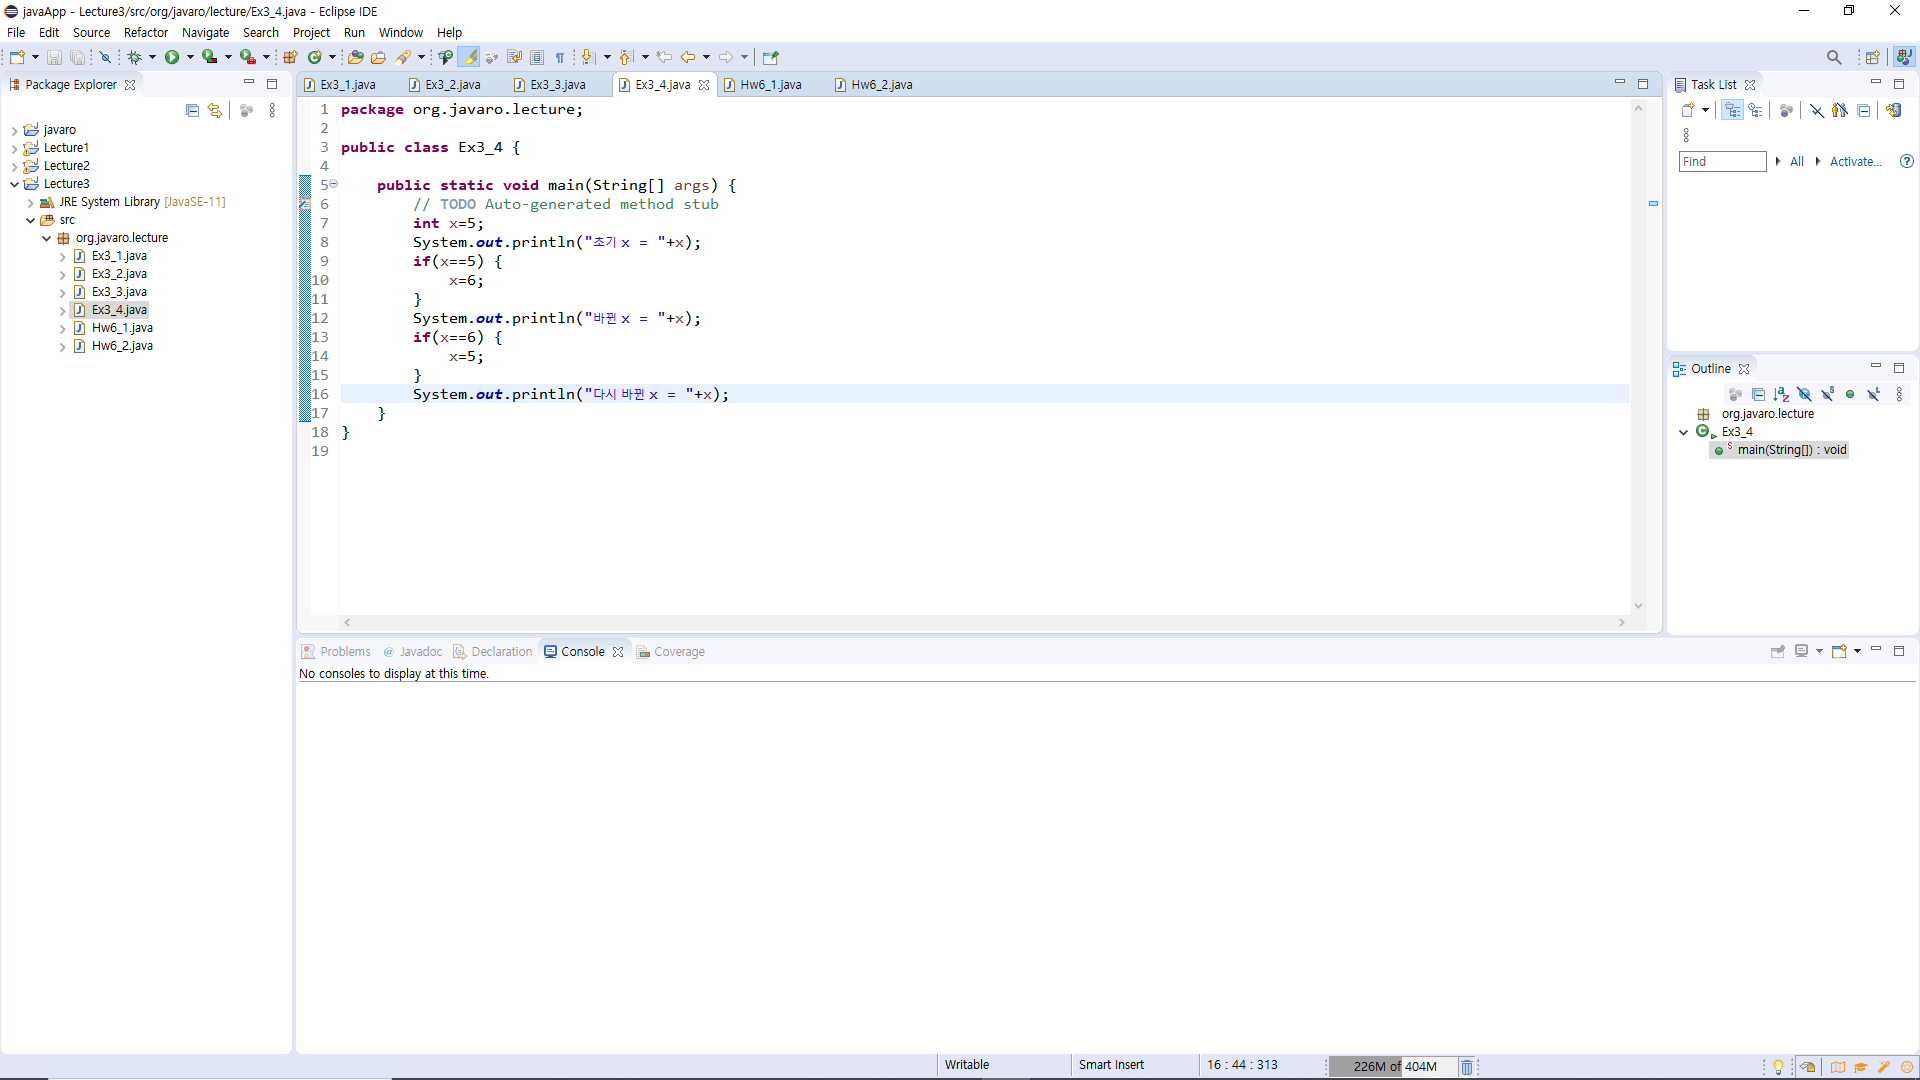 javaApp - Lecture3/src/org/javaro/lecture/Ex3_4.java - Eclipse IDE
File Edit Source Refactor Navigate Search Project Run Window Help
Package Explorer
javaro
Lecture1
Lecture2
Lecture3
JRE System Library [JavaSE-11]
src
org.javaro.lecture
Ex3_1.java
Ex3_2.java
Ex3_3.java
Ex3_4.java
Hw6_1.java
Hw6_2.java
Ex3_1.java Ex3_2.java Ex3_3.java Ex3_4.java Hw6_1.java Hw6_2.java
1 package org.javaro.lecture;
2
3 public class Ex3_4 {
4
5 public static void main(String[] args) {
6 // TODO Auto-generated method stub
7 int x=5;
8 System.out.println("초기 x = "+x);
9 if(x==5) {
10 x=6;
11 }
12 System.out.println("바뀐 x = "+x);
13 if(x==6) {
14 x=5;
15 }
16 System.out.println("다시 바뀐 x = "+x);
17 }
18 }
19
Task List
Find All Activate...
Outline
org.javaro.lecture
Ex3_4
main(String[]) : void
Problems Javadoc Declaration Console Coverage
No consoles to display at this time.
Writable Smart Insert 16 : 44 : 313 226M of 404M